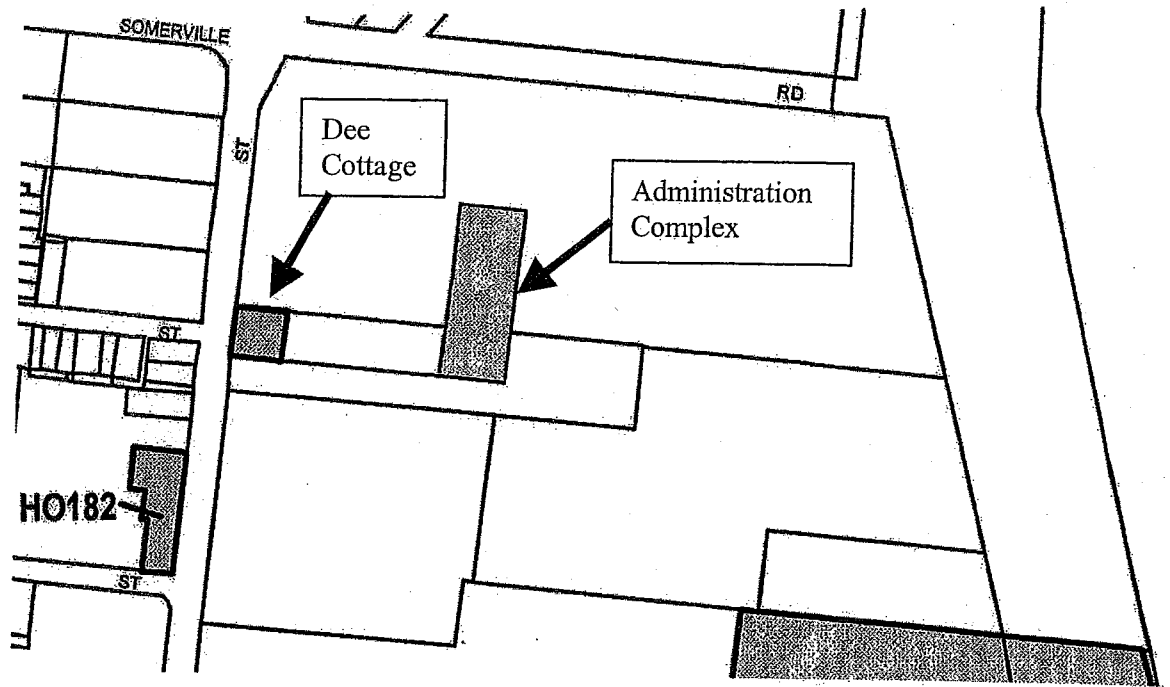 SOMERVILLE
RD
ST
Dee
Cottage
Administration
Complex
ST
HO182
ST